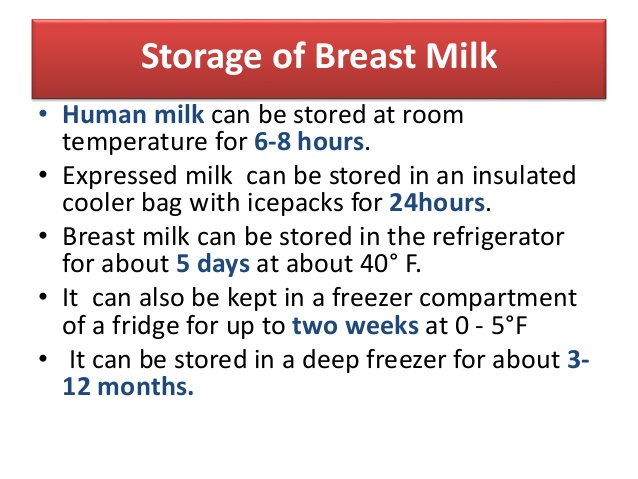 Storage of Breast Milk
• Human milk can be stored at room
temperature for 6-8 hours.
• Expressed milk  can be stored in an insulated
cooler bag with icepacks for 24hours.
• Breast milk can be stored in the refrigerator
for about 5 days at about 40° F.
• It  can also be kept in a freezer compartment
of a fridge for up to two weeks at 0 - 5°F
•  It can be stored in a deep freezer for about 3-
12 months.